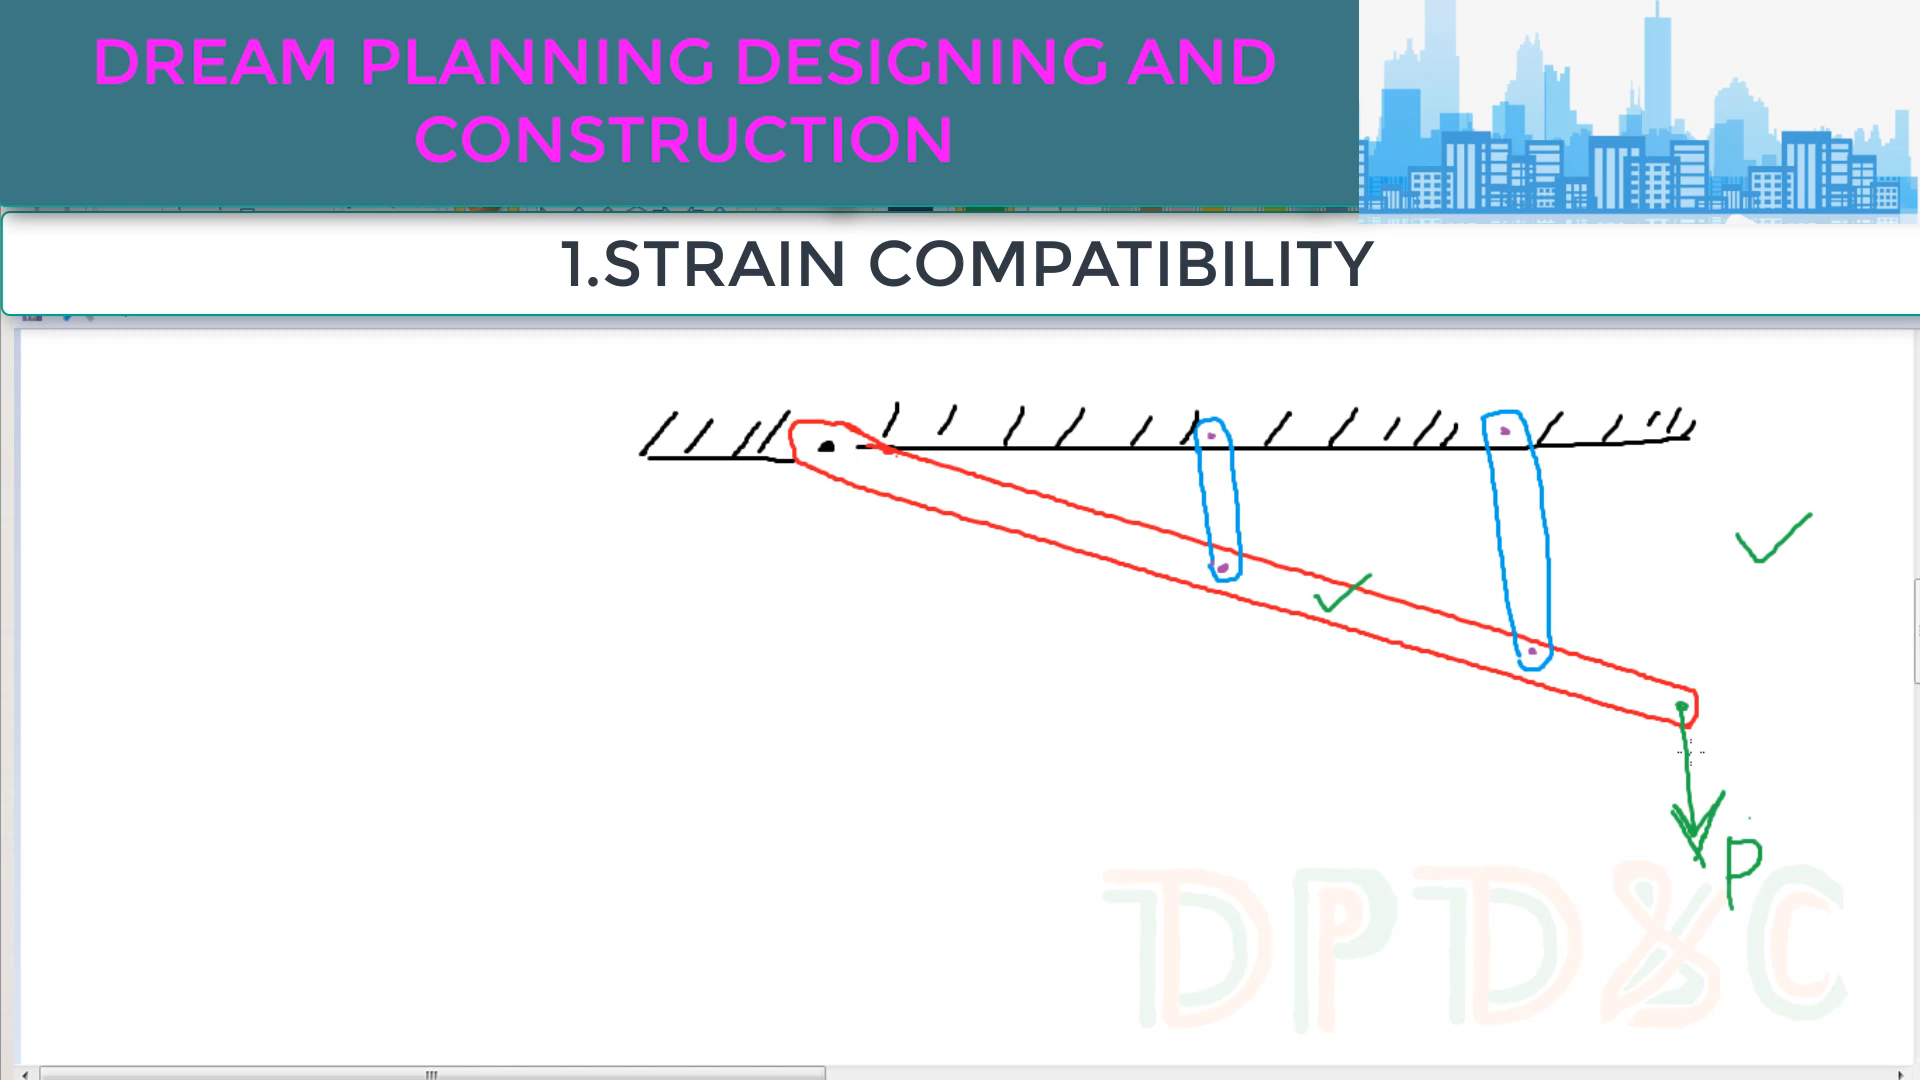 DREAM PLANNING DESIGNING AND
CONSTRUCTION
1.STRAIN COMPATIBILITY
P
DPD&C